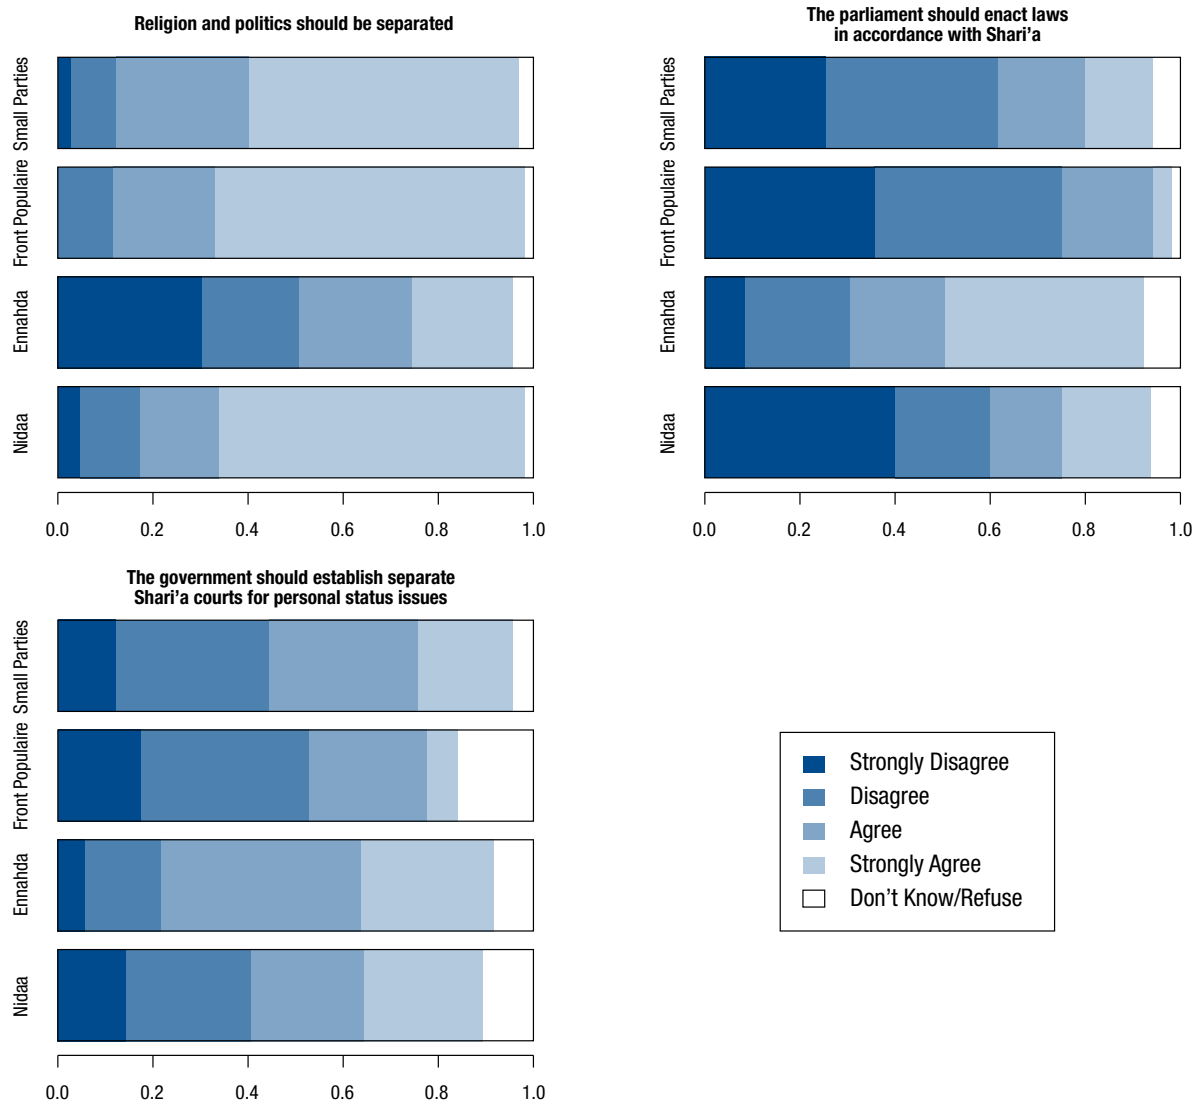 Religion and politics should be separated
Small Parties
Front Populaire
Ennahda
Nidaa
0.0 0.2 0.4 0.6 0.8 1.0
The parliament should enact laws
in accordance with Shari'a
Small Parties
Front Populaire
Ennahda
Nidaa
0.0 0.2 0.4 0.6 0.8 1.0
The government should establish separate
Shari'a courts for personal status issues
Small Parties
Front Populaire
Ennahda
Nidaa
0.0 0.2 0.4 0.6 0.8 1.0
Strongly Disagree
Disagree
Agree
Strongly Agree
Don't Know/Refuse